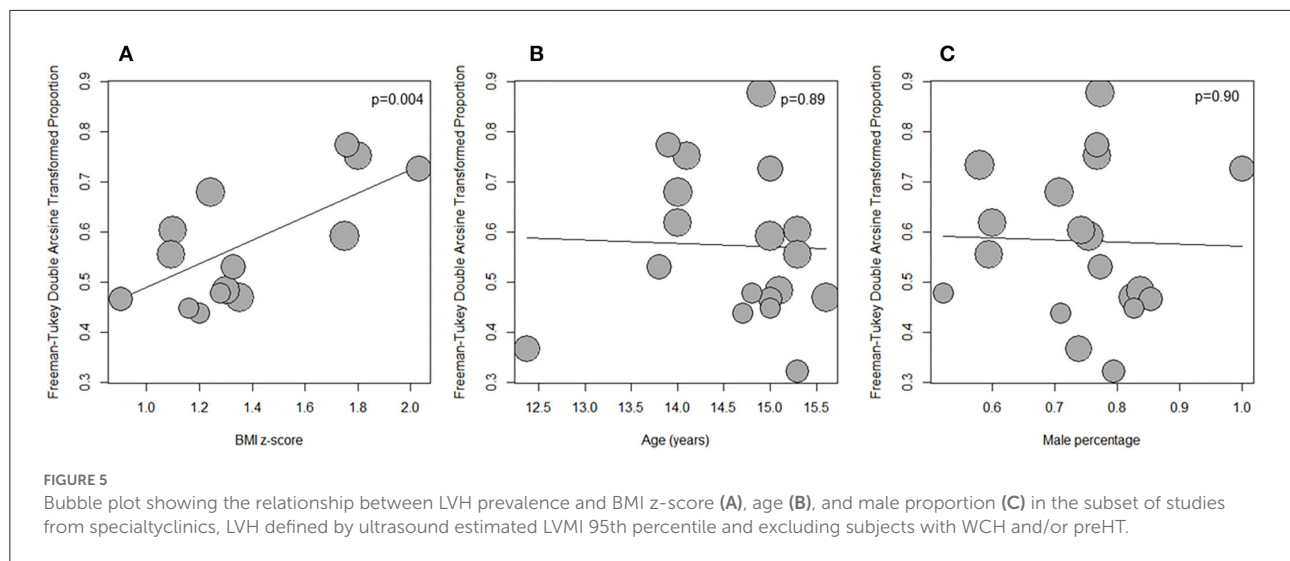 A
Freeman-Tukey Double Arcsine Transformed Proportion
0.9
0.8
0.7
0.6
0.5
0.4
0.3
p=0.004
1.0 1.2 1.4 1.6 1.8 2.0
BMI z-score
B
Freeman-Tukey Double Arcsine Transformed Proportion
0.9
0.8
0.7
0.6
0.5
0.4
0.3
p=0.89
12.5 13.0 13.5 14.0 14.5 15.0 15.5
Age (years)
C
Freeman-Tukey Double Arcsine Transformed Proportion
0.9
0.8
0.7
0.6
0.5
0.4
0.3
p=0.90
0.6 0.7 0.8 0.9 1.0
Male percentage
FIGURE 5
Bubble plot showing the relationship between LVH prevalence and BMI z-score (A), age (B), and male proportion (C) in the subset of studies
from specialtyclinics, LVH defined by ultrasound estimated LVMI 95th percentile and excluding subjects with WCH and/or preHT.